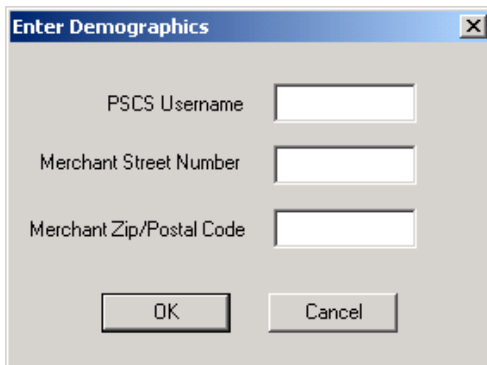 Enter Demographics
PSCS Username
Merchant Street Number
Merchant Zip/Postal Code
OK Cancel